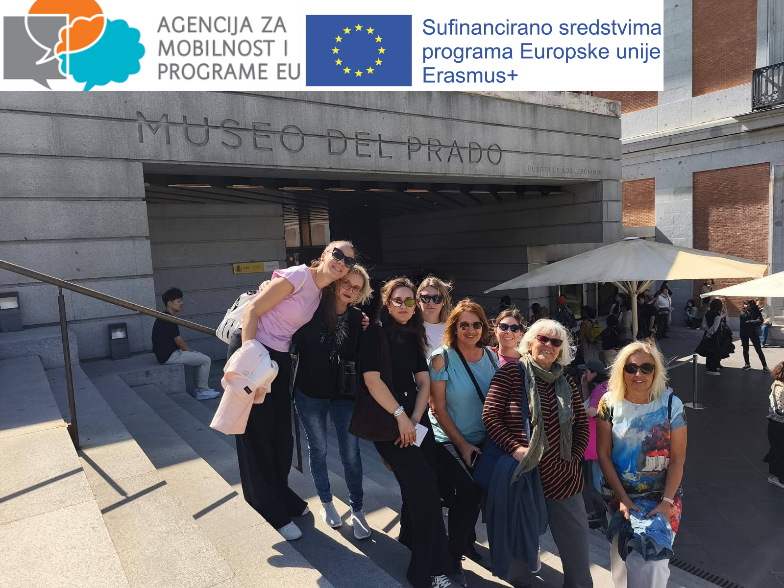 AGENCIJA ZA
MOBILNOST I
PROGRAME EU
Sufinancirano sredstvima
programa Europske unije
Erasmus+
MUSEO DEL PRADO